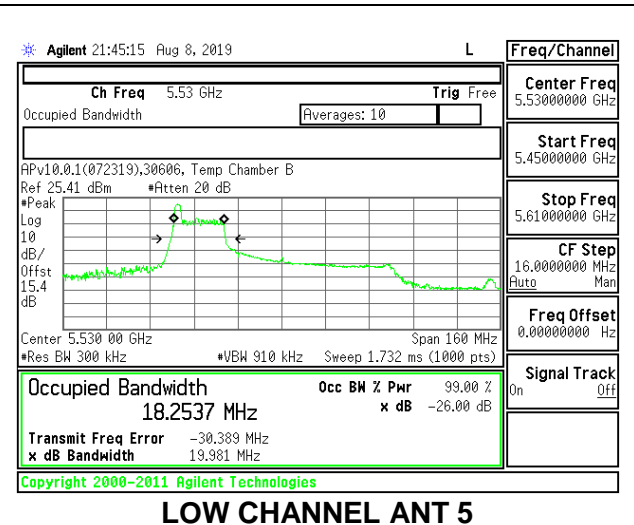 Agilent 21:45:15 Aug 8, 2019 L Freq/Channel
Ch Freq 5.53 GHz Trig Free
Occupied Bandwidth Averages: 10
APv10.0.1(072319),30606, Temp Chamber B
Ref 25.41 dBm #Atten 20 dB
#Peak
Log
10
dB/
Offst
15.4
dB
Center 5.530 00 GHz Span 160 MHz
#Res BW 300 kHz #VBW 910 kHz Sweep 1.732 ms (1000 pts)
Occupied Bandwidth Occ BW % Pwr 99.00 %
18.2537 MHz x dB -26.00 dB
Transmit Freq Error -30.389 MHz
x dB Bandwidth 19.981 MHz
Copyright 2000-2011 Agilent Technologies
Center Freq
5.53000000 GHz
Start Freq
5.45000000 GHz
Stop Freq
5.61000000 GHz
CF Step
16.0000000 MHz
Auto Man
Freq Offset
0.00000000 Hz
Signal Track
On Off
LOW CHANNEL ANT 5